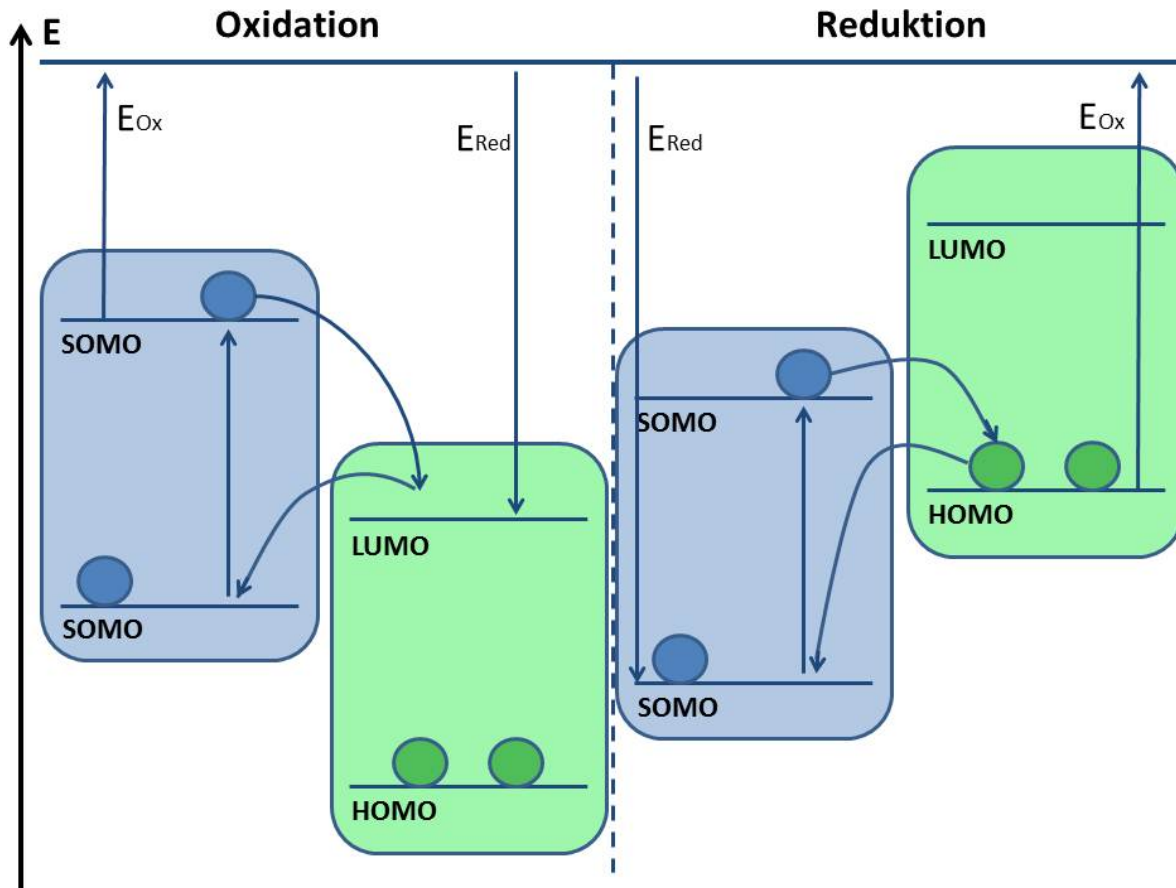 Oxidation
Reduktion
E
EOx
ERed
SOMO
SOMO
LUMO
HOMO
ERed
EOx
LUMO
SOMO
HOMO
SOMO